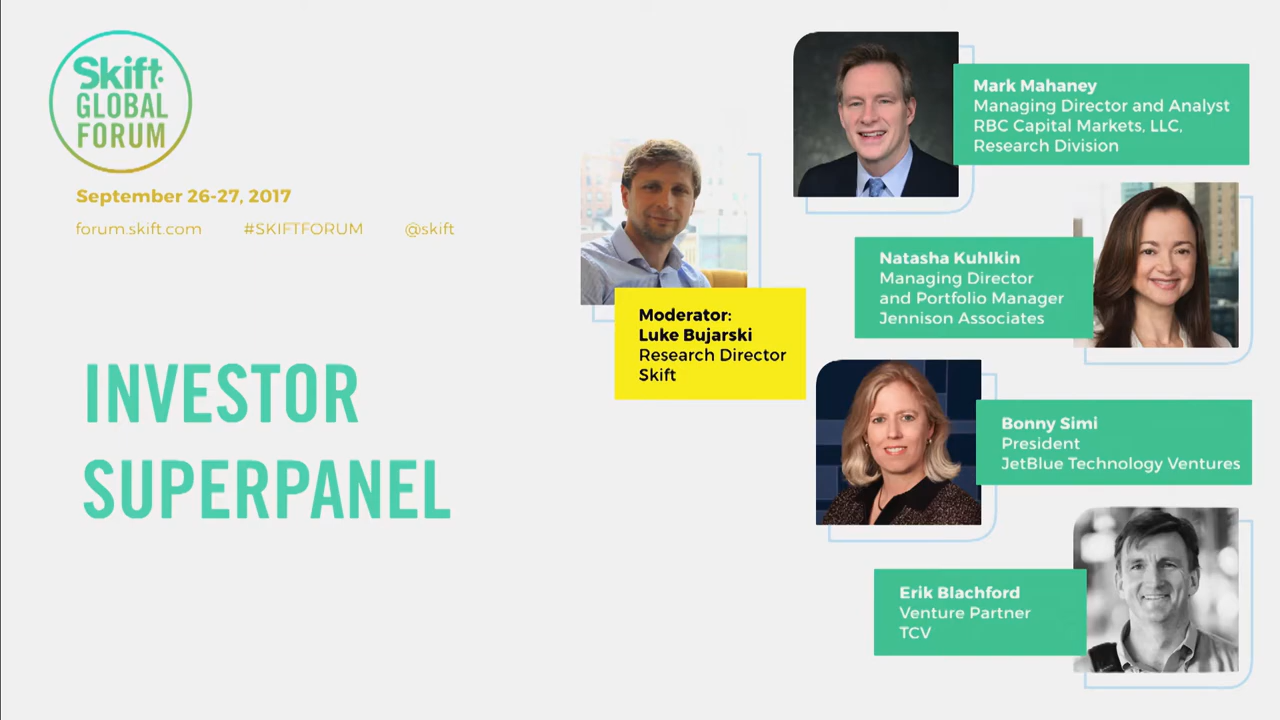 Skift
GLOBAL
FORUM
September 26-27, 2017
forum.skift.com #SKIFTFORUM @skift
INVESTOR
SUPERPANEL
Moderator:
Luke Bujarski
Research Director
Skift
Mark Mahaney
Managing Director and Analyst
RBC Capital Markets, LLC,
Research Division
Natasha Kuhlkin
Managing Director
and Portfolio Manager
Jennison Associates
Bonny Simi
President
JetBlue Technology Ventures
Erik Blachford
Venture Partner
TCV